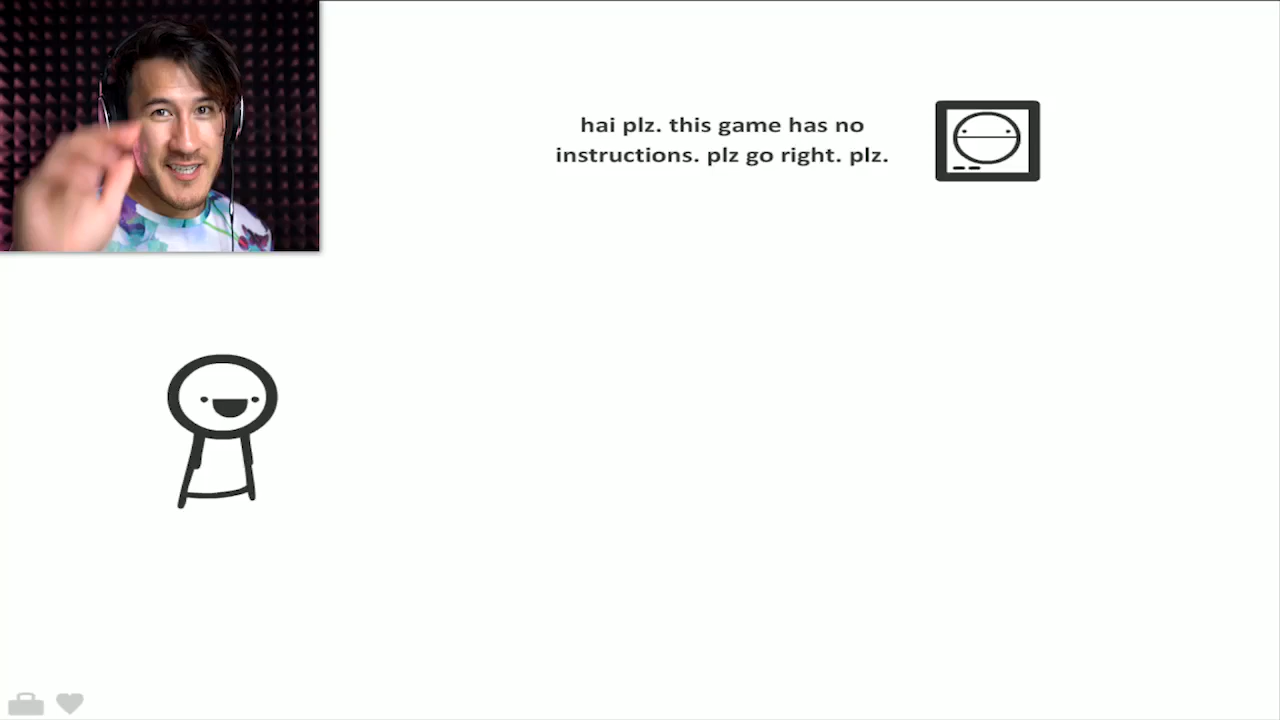 hai plz. this game has no
instructions. plz go right. plz.